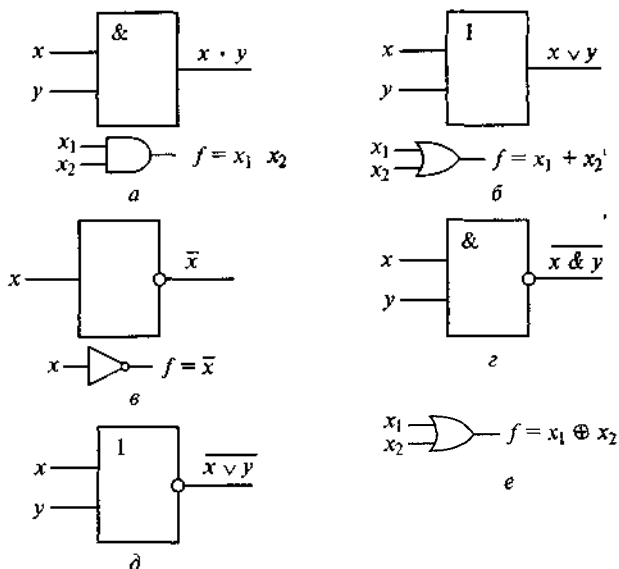 &
x
y
x · y
x₁
x₂
f = x₁ x₂
а
1
x
y
x ∨ y
x₁
x₂
f = x₁ + x₂
б
x
x̅
x
f = x̅
в
&
x
y
x & y
г
1
x
y
x ∨ y
д
x₁
x₂
f = x₁ ⊕ x₂
е